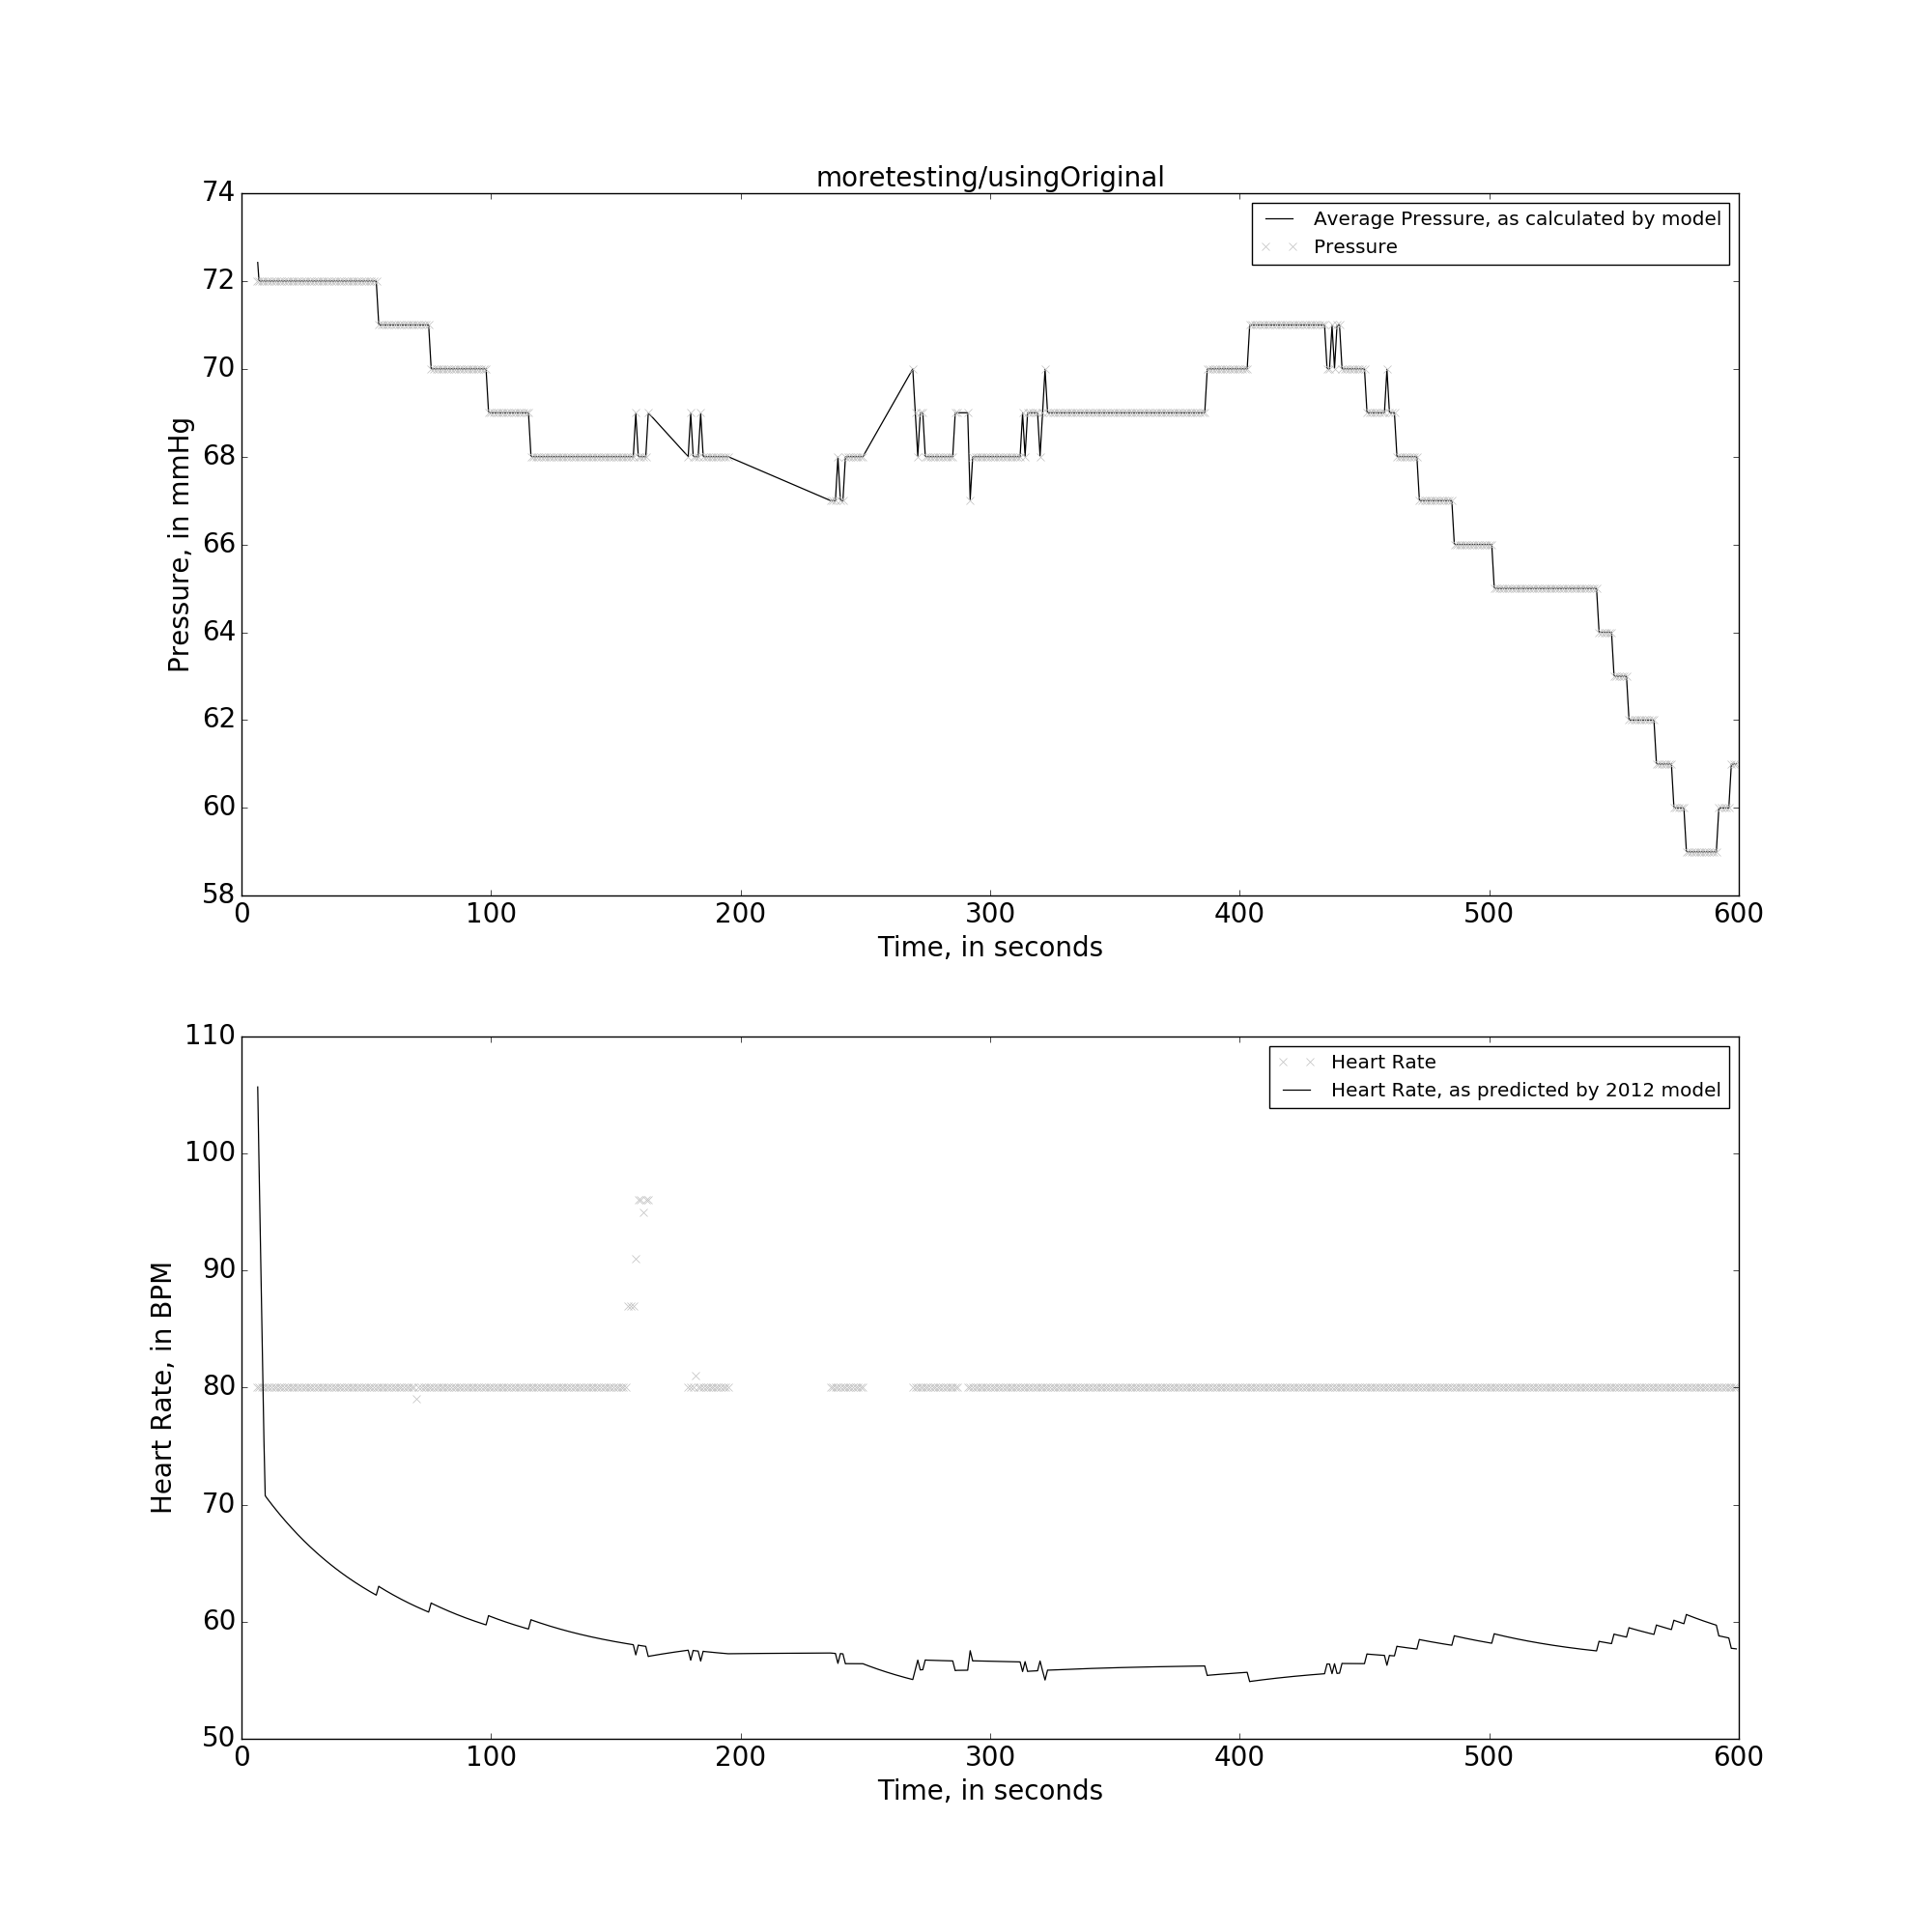 moretesting/usingOriginal
74
72
70
68
66
64
62
60
58
Pressure, in mmHg
Average Pressure, as calculated by model
Pressure
0 100 200 300 400 500 600
Time, in seconds
110
100
90
80
70
60
50
Heart Rate, in BPM
Heart Rate
Heart Rate, as predicted by 2012 model
0 100 200 300 400 500 600
Time, in seconds